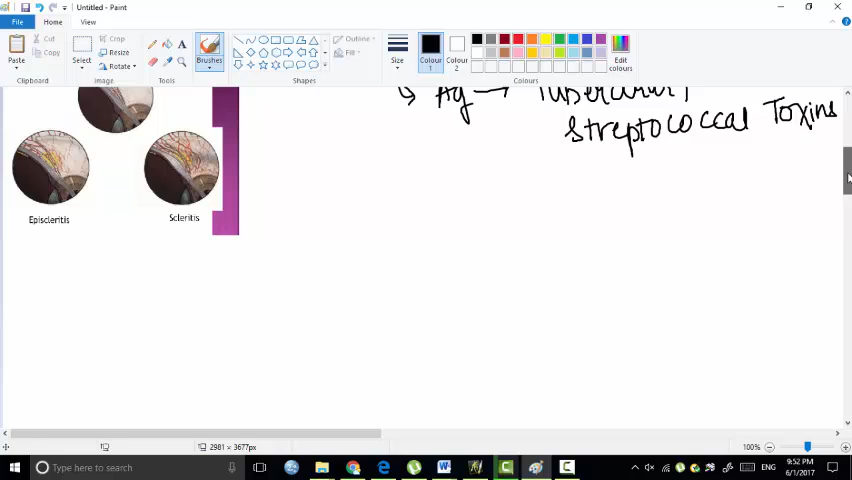 Untitled - Paint
File
Home
View
Paste
Cut
Copy
Clipboard
Select
Crop
Resize
Rotate
Image
Tools
Brushes
Shapes
Outline
Fill
Size
Colour 1
Colour 2
Edit colours
Colours
Ag → Tuberculin,
Streptococcal Toxins
Episcleritis
Scleritis
2981 × 3677px
100%
Type here to search
ENG
9:52 PM
6/1/2017